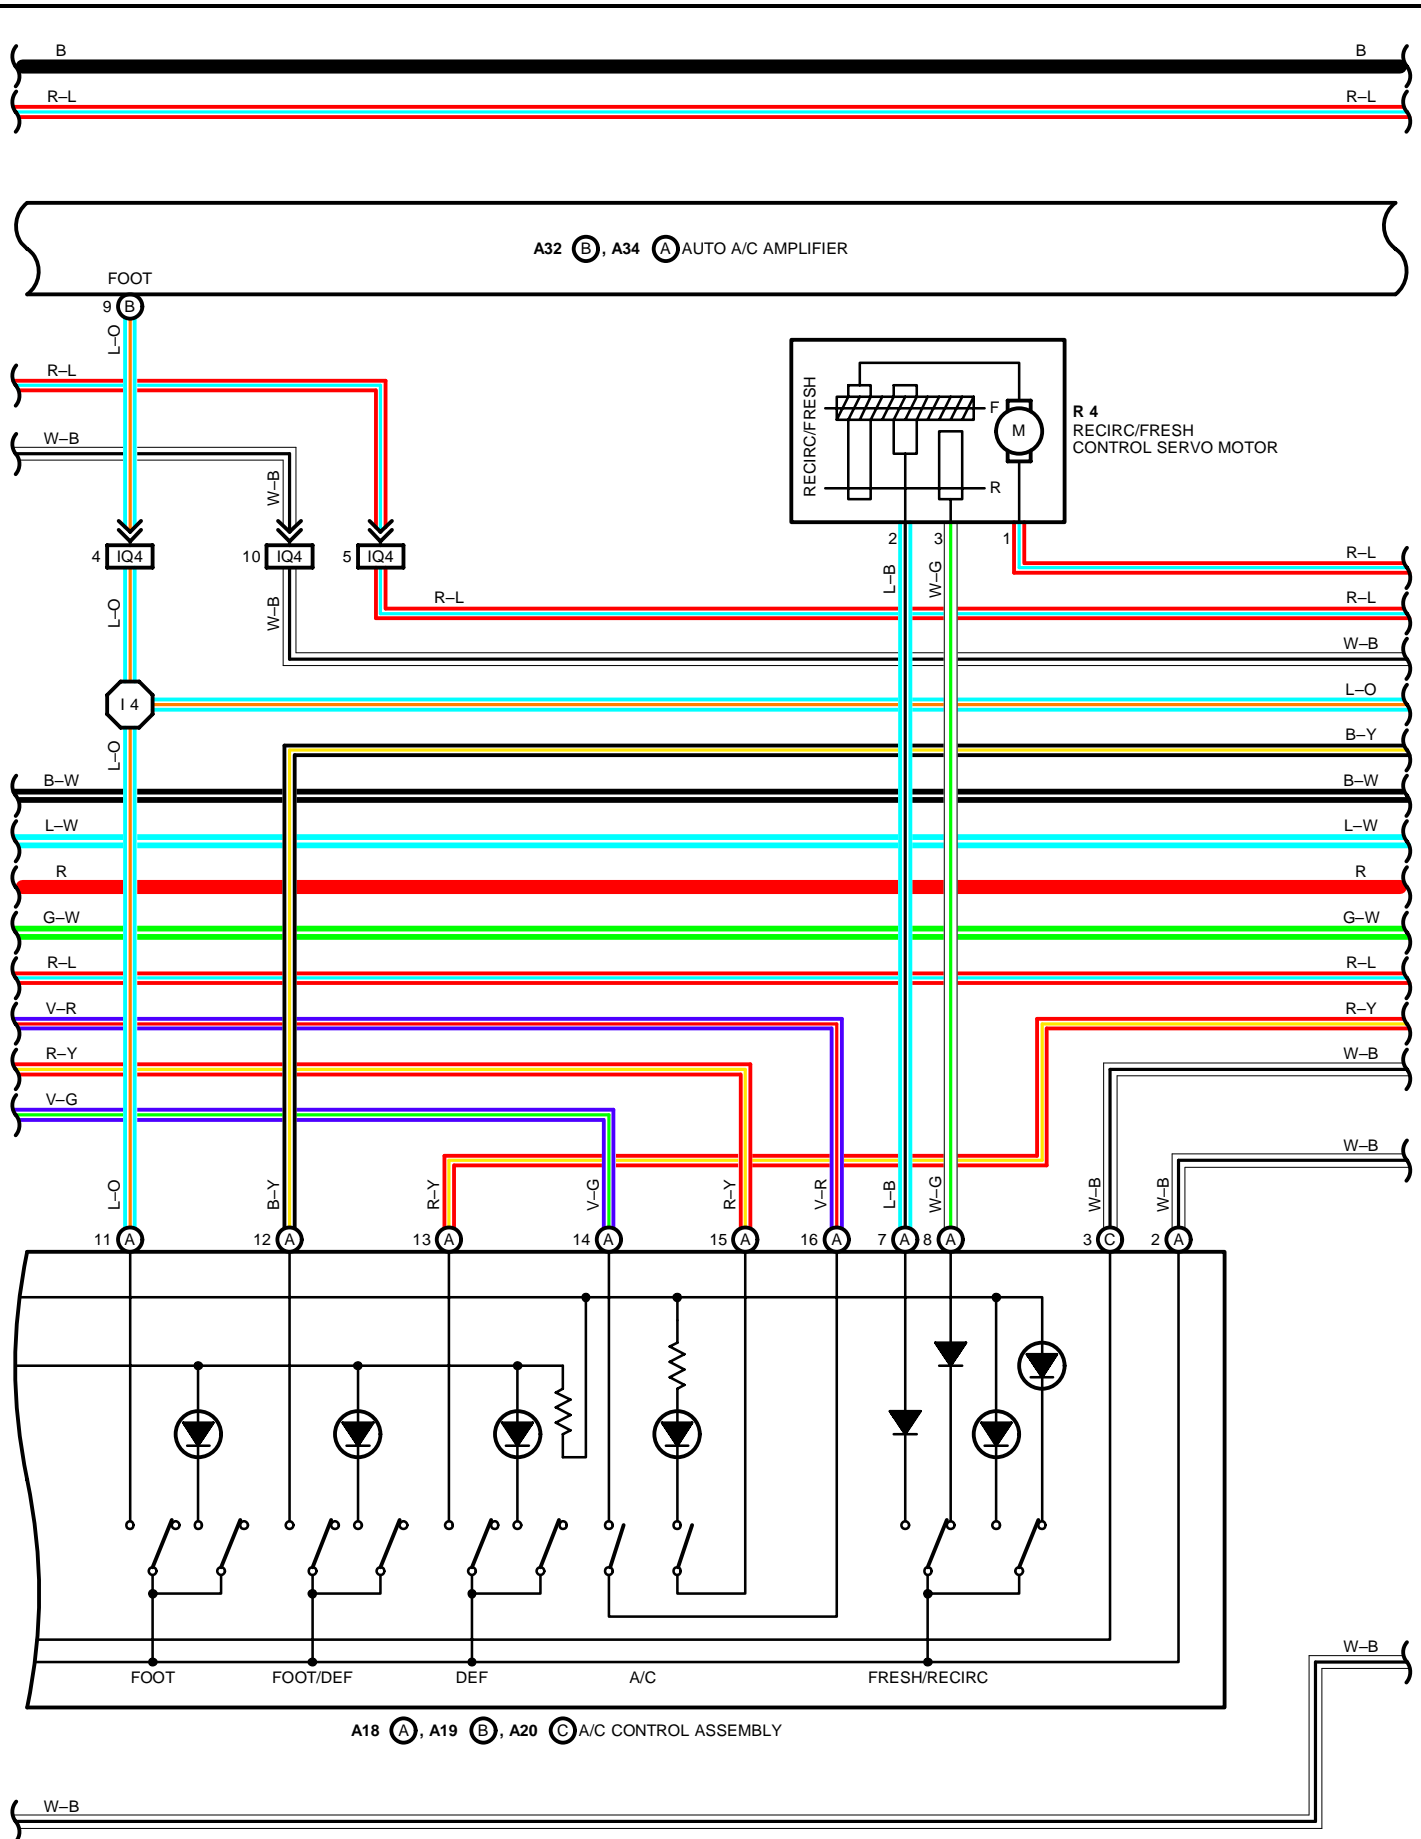 B B
R–L R–L
A32 B , A34 A AUTO A/C AMPLIFIER
FOOT
9 B
L–O
R–L
W–B
W–B
RECIRC/FRESH
F
M
R
R 4
RECIRC/FRESH
CONTROL SERVO MOTOR
4 IQ4 10 IQ4 5 IQ4
2 3 1
L–B W–G
R–L
L–O W–B
R–L R–L
W–B
I 4
L–O
L–O
B–Y
B–W B–W
L–W L–W
R R
G–W G–W
R–L R–L
V–R R–Y
R–Y W–B
V–G
W–B
L–O B–Y R–Y V–G R–Y V–R L–B W–G W–B W–B
11 A 12 A 13 A 14 A 15 A 16 A 7 A 8 A 3 C 2 A
W–B
FOOT FOOT/DEF DEF A/C FRESH/RECIRC
A18 A , A19 B , A20 C A/C CONTROL ASSEMBLY
W–B